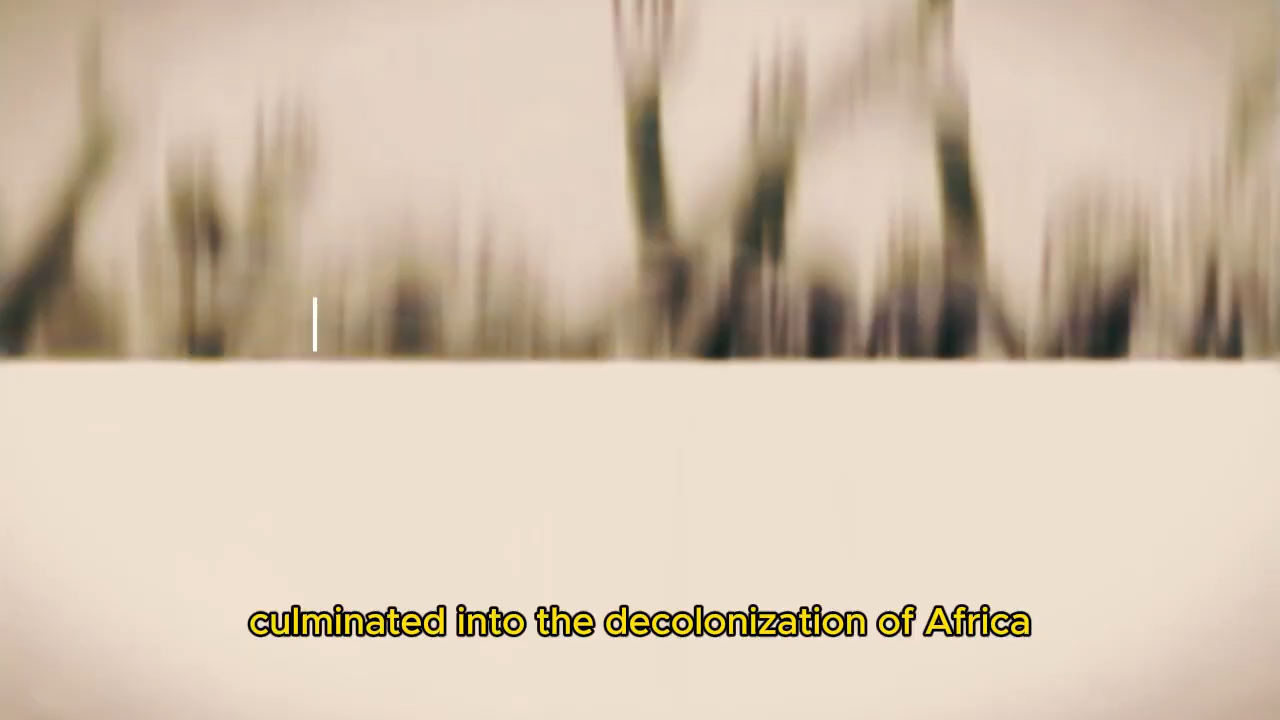 culminated into the decolonization of Africa